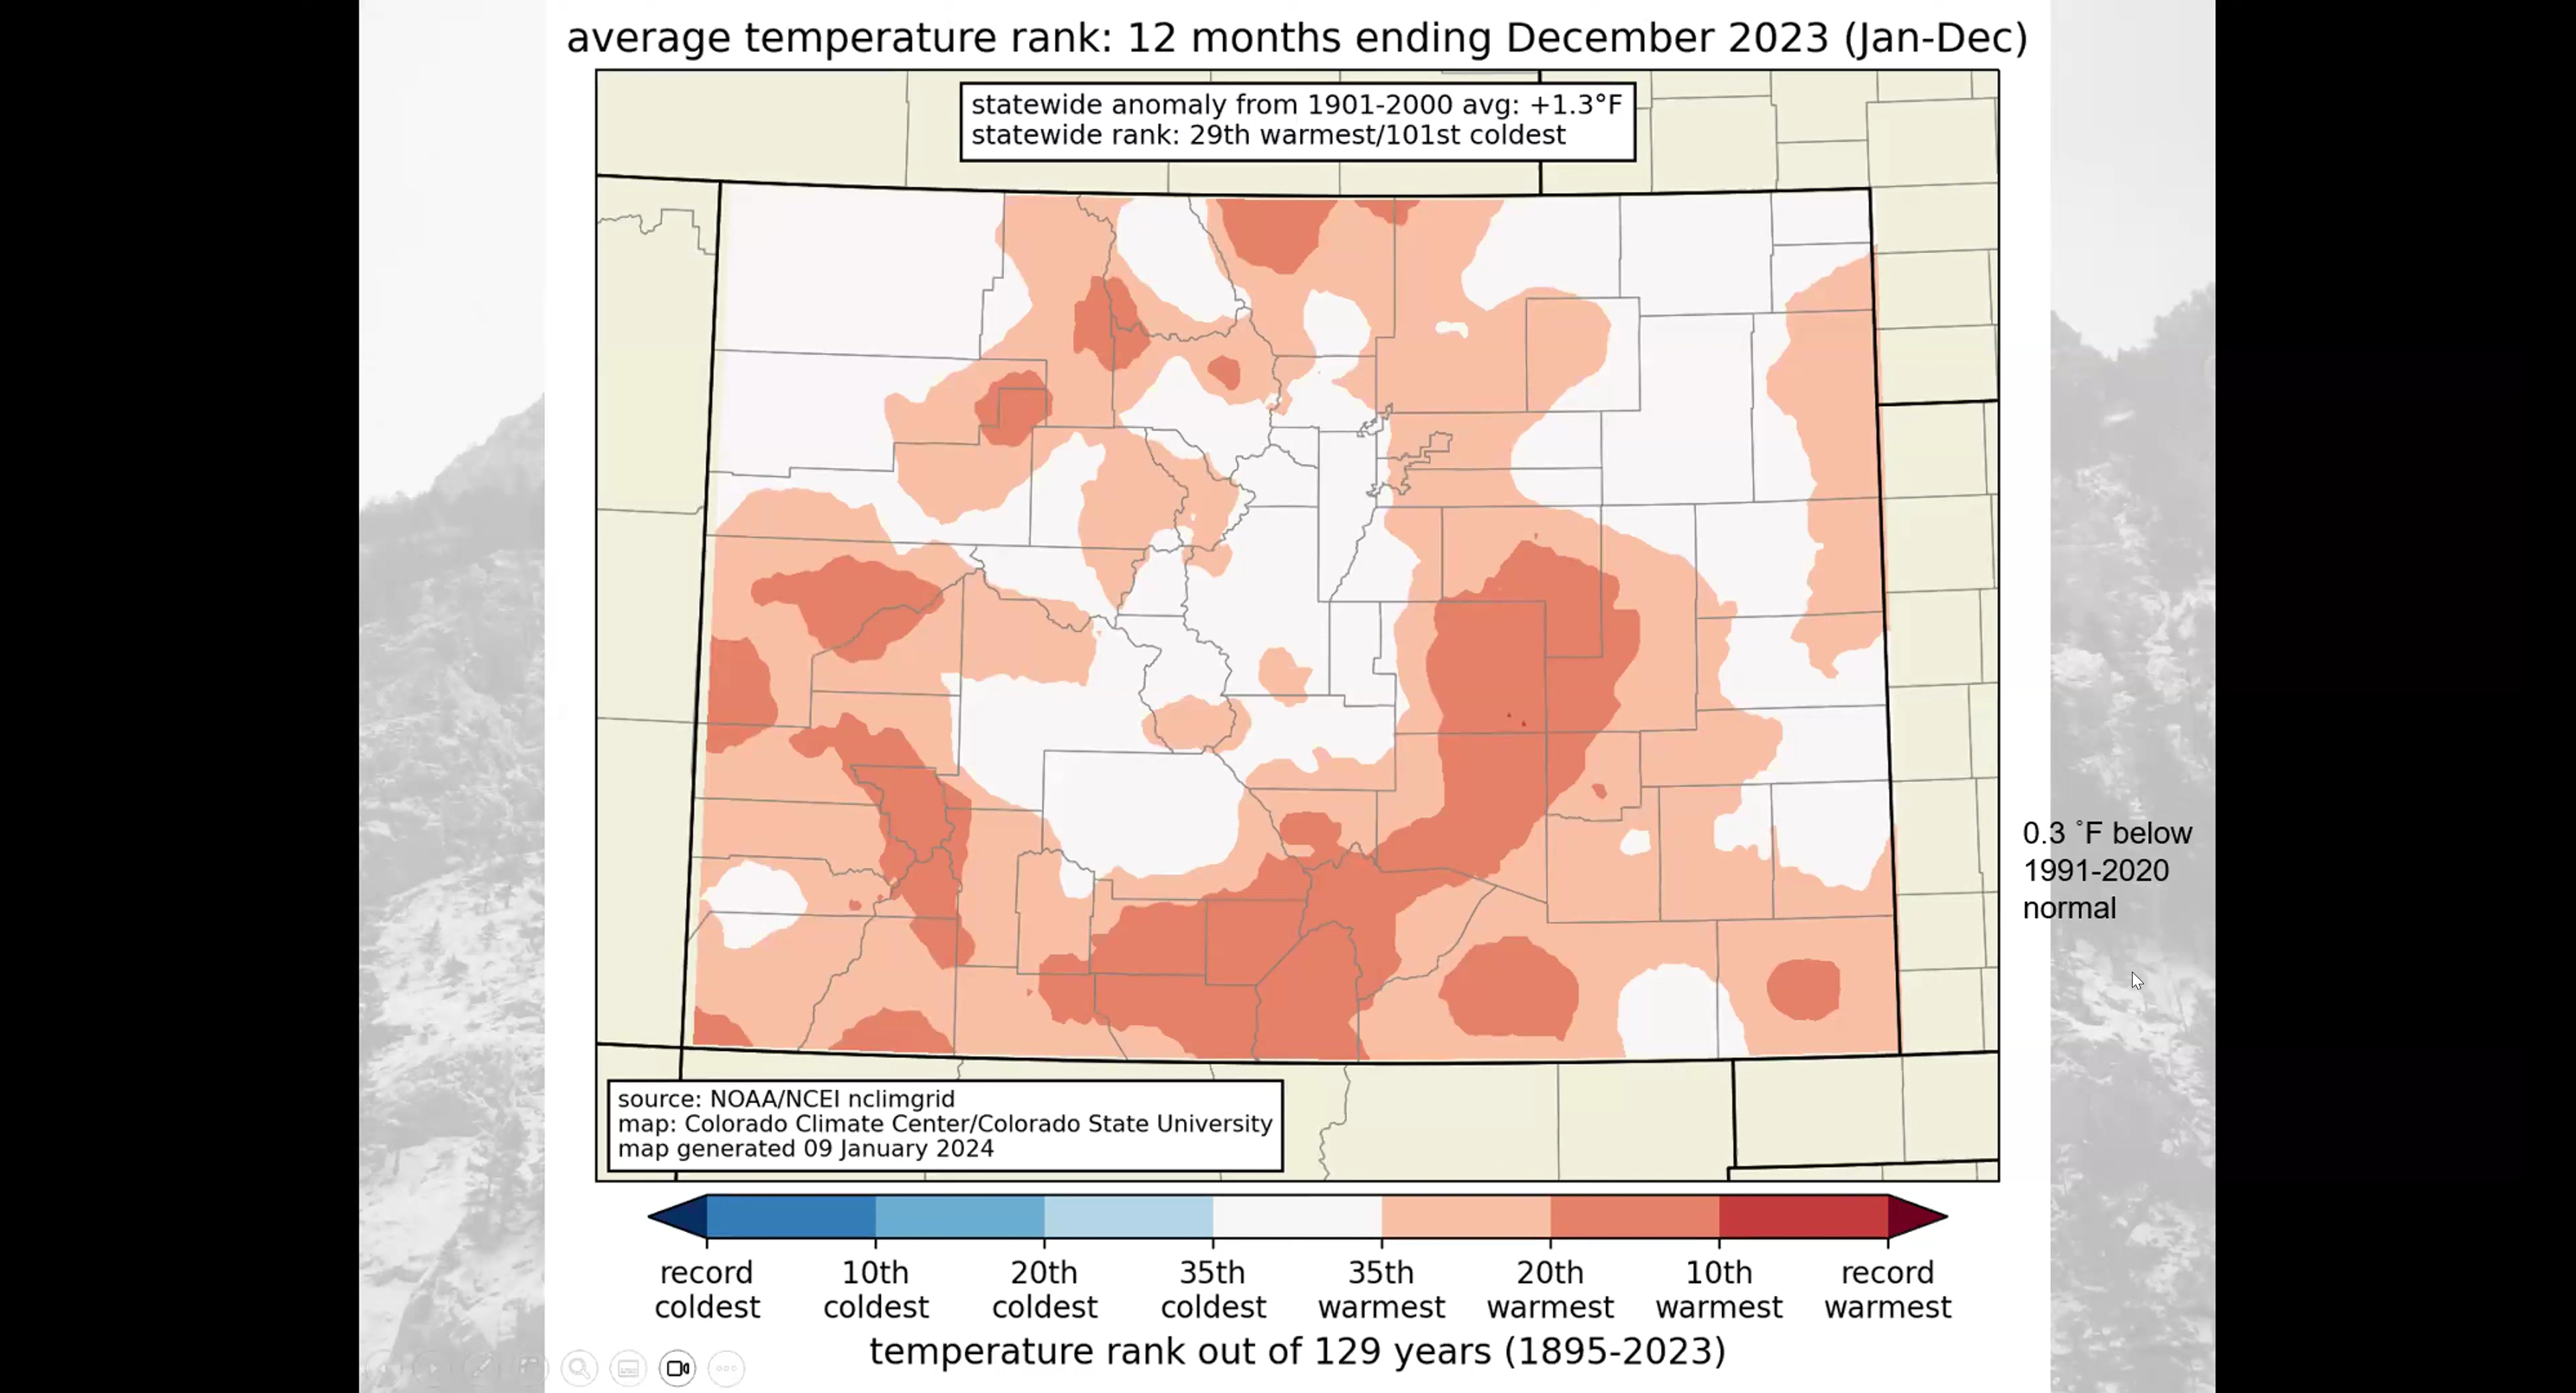 average temperature rank: 12 months ending December 2023 (Jan-Dec)
statewide anomaly from 1901-2000 avg: +1.3°F
statewide rank: 29th warmest/101st coldest
0.3 ˚F below
1991-2020
normal
source: NOAA/NCEI nclimgrid
map: Colorado Climate Center/Colorado State University
map generated 09 January 2024
record coldest 10th coldest 20th coldest 35th coldest 35th warmest 20th warmest 10th warmest record warmest
temperature rank out of 129 years (1895-2023)